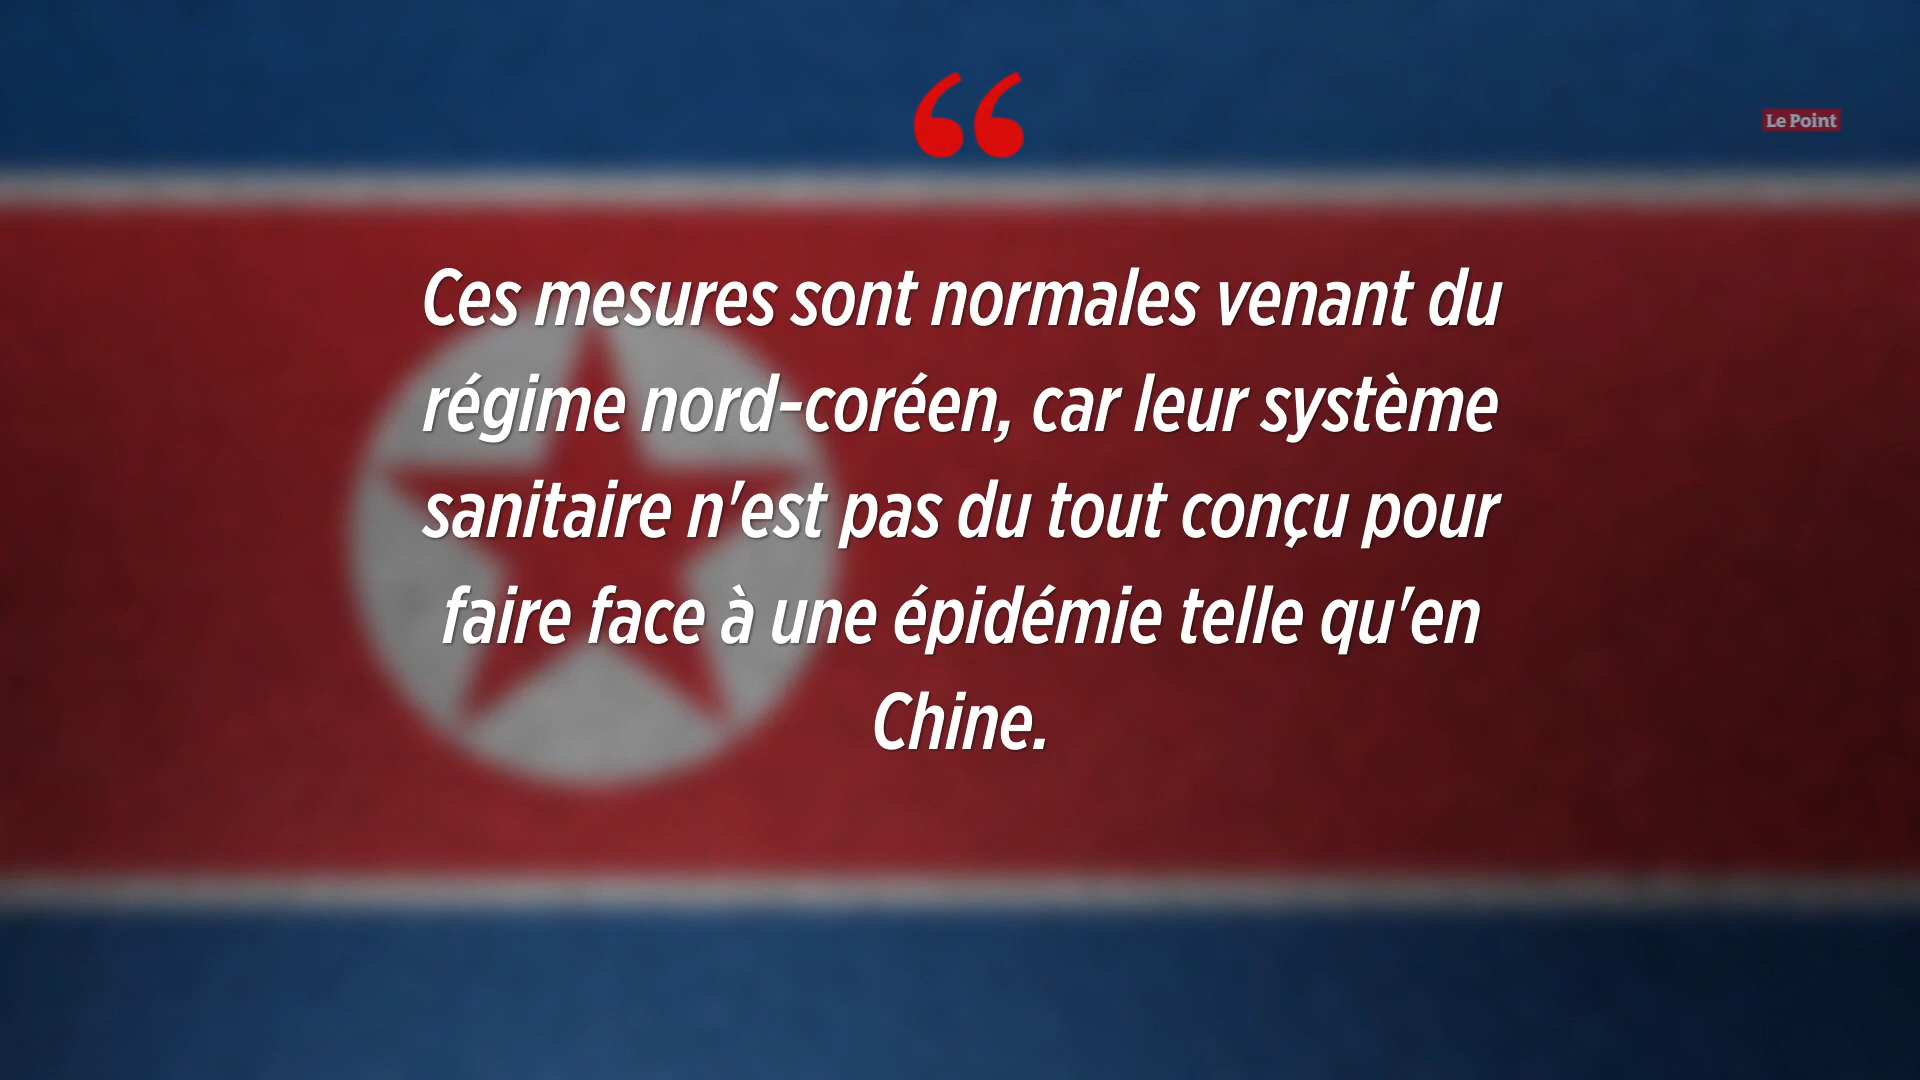 “
Le Point
Ces mesures sont normales venant du
régime nord-coréen, car leur système
sanitaire n'est pas du tout conçu pour
faire face à une épidémie telle qu'en
Chine.